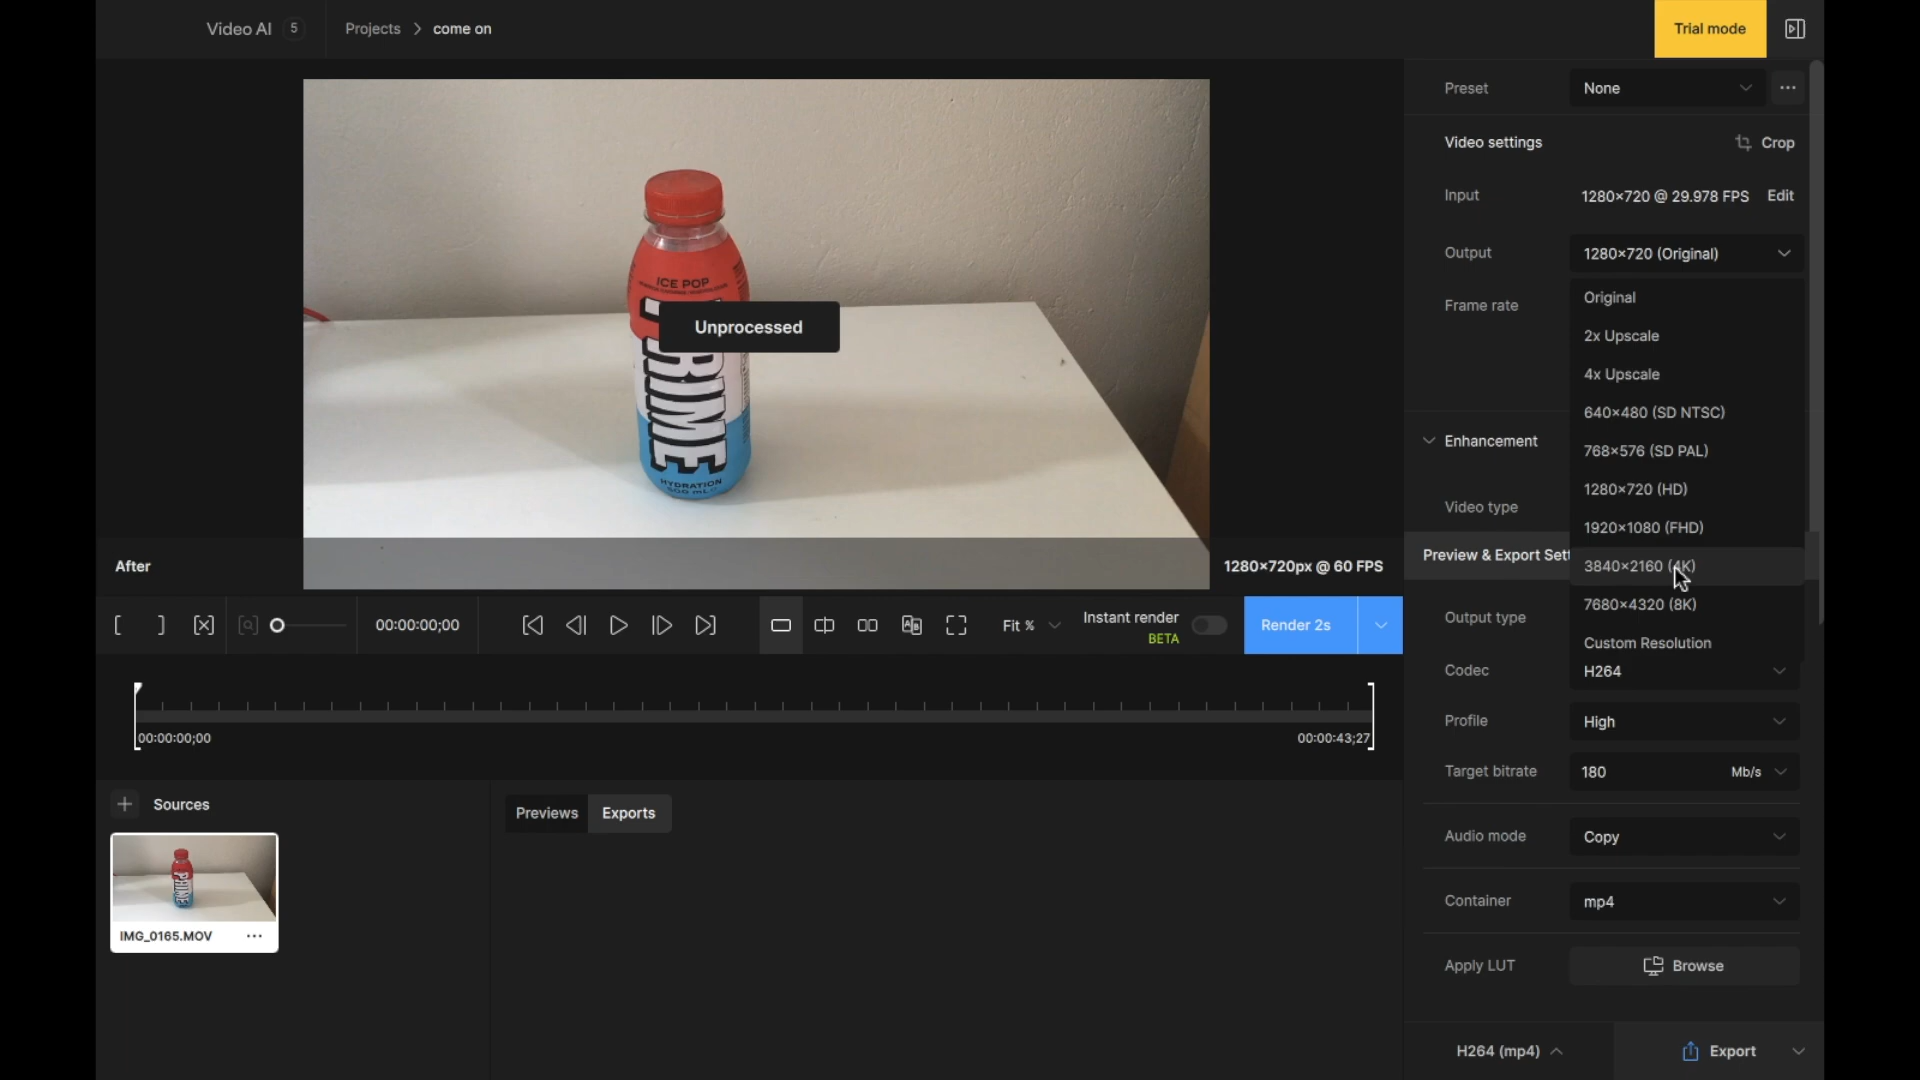 Video AI 5
Projects > come on
Trial mode
Preset
None
Video settings
Crop
Input
1280×720 @ 29.978 FPS
Edit
Output
1280×720 (Original)
Frame rate
Original
2x Upscale
4x Upscale
640×480 (SD NTSC)
768×576 (SD PAL)
1280×720 (HD)
1920×1080 (FHD)
3840×2160 (4K)
7680×4320 (8K)
Custom Resolution
Enhancement
Video type
Preview & Export Sett
Output type
Codec
H264
Profile
High
Target bitrate
180 Mb/s
Audio mode
Copy
Container
mp4
Apply LUT
Browse
H264 (mp4)
Export
ICE POP
PRIME
HYDRATION
500 mL
Unprocessed
After
1280×720px @ 60 FPS
00:00:00;00
Fit %
Instant render
BETA
Render 2s
00:00:00;00
00:00:43;27
Sources
Previews
Exports
PRIME
IMG_0165.MOV